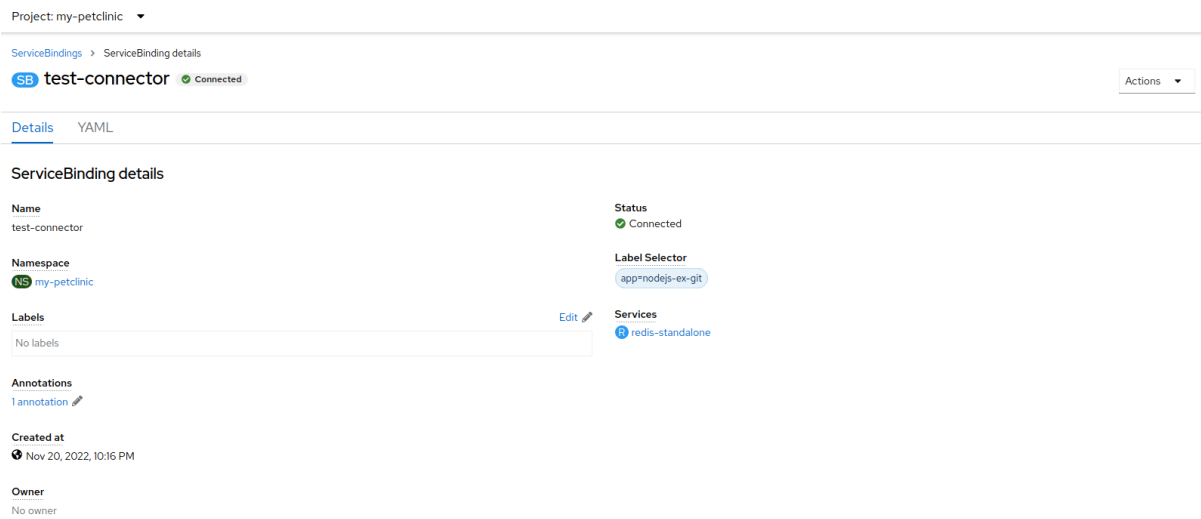 Project: my-petclinic
ServiceBindings > ServiceBinding details
SB test-connector Connected
Actions
Details YAML
ServiceBinding details
Name
test-connector
Namespace
NS my-petclinic
Labels Edit
No labels
Annotations
1 annotation
Created at
Nov 20, 2022, 10:16 PM
Owner
No owner
Status
Connected
Label Selector
app=nodejs-ex-git
Services
R redis-standalone